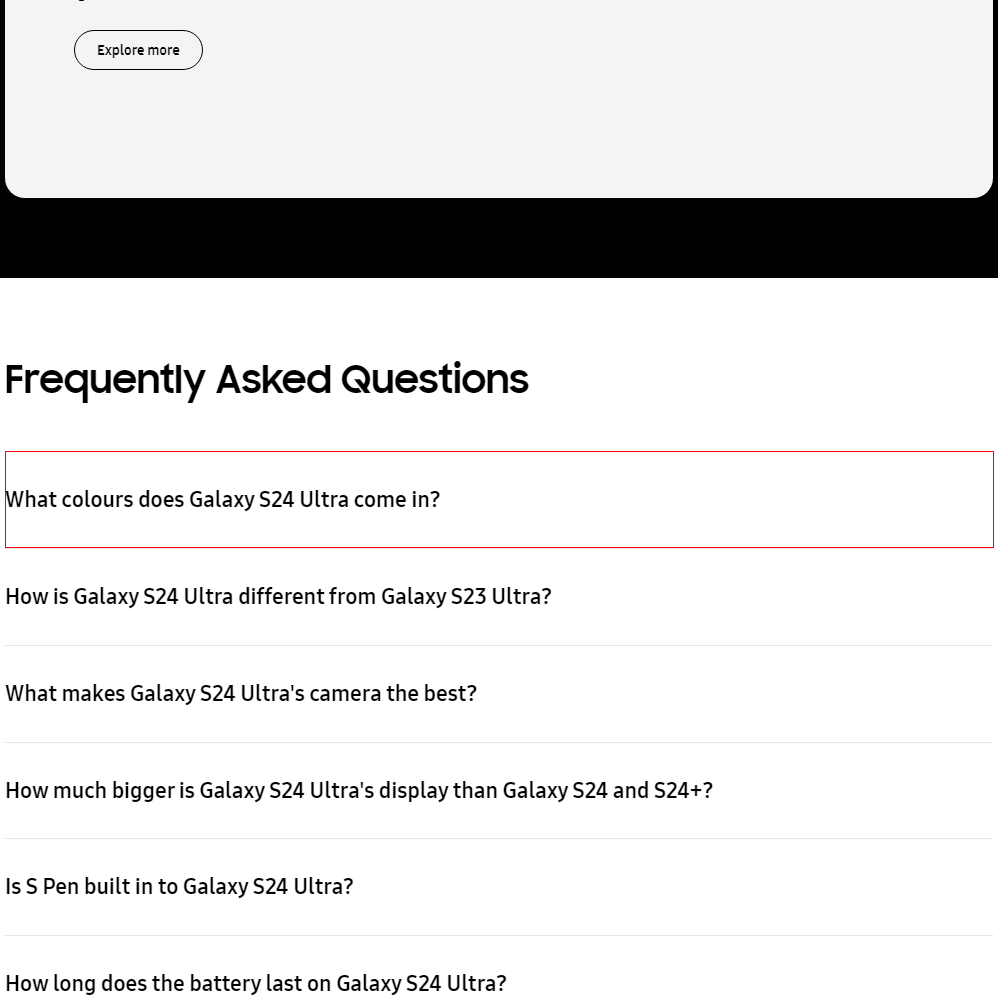 Explore more
Frequently Asked Questions
What colours does Galaxy S24 Ultra come in?
How is Galaxy S24 Ultra different from Galaxy S23 Ultra?
What makes Galaxy S24 Ultra's camera the best?
How much bigger is Galaxy S24 Ultra's display than Galaxy S24 and S24+?
Is S Pen built in to Galaxy S24 Ultra?
How long does the battery last on Galaxy S24 Ultra?